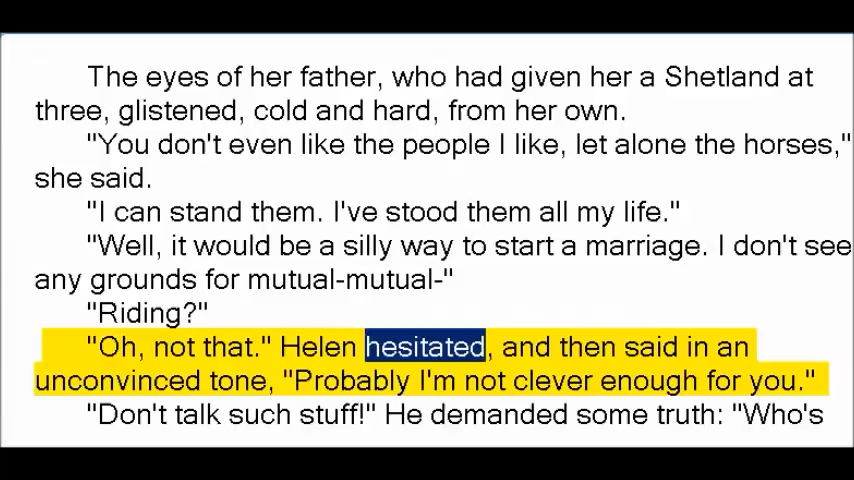 The eyes of her father, who had given her a Shetland at
three, glistened, cold and hard, from her own.
"You don't even like the people I like, let alone the horses,"
she said.
"I can stand them. I've stood them all my life."
"Well, it would be a silly way to start a marriage. I don't see
any grounds for mutual-mutual-"
"Riding?"
"Oh, not that." Helen hesitated, and then said in an
unconvinced tone, "Probably I'm not clever enough for you."
"Don't talk such stuff!" He demanded some truth: "Who's